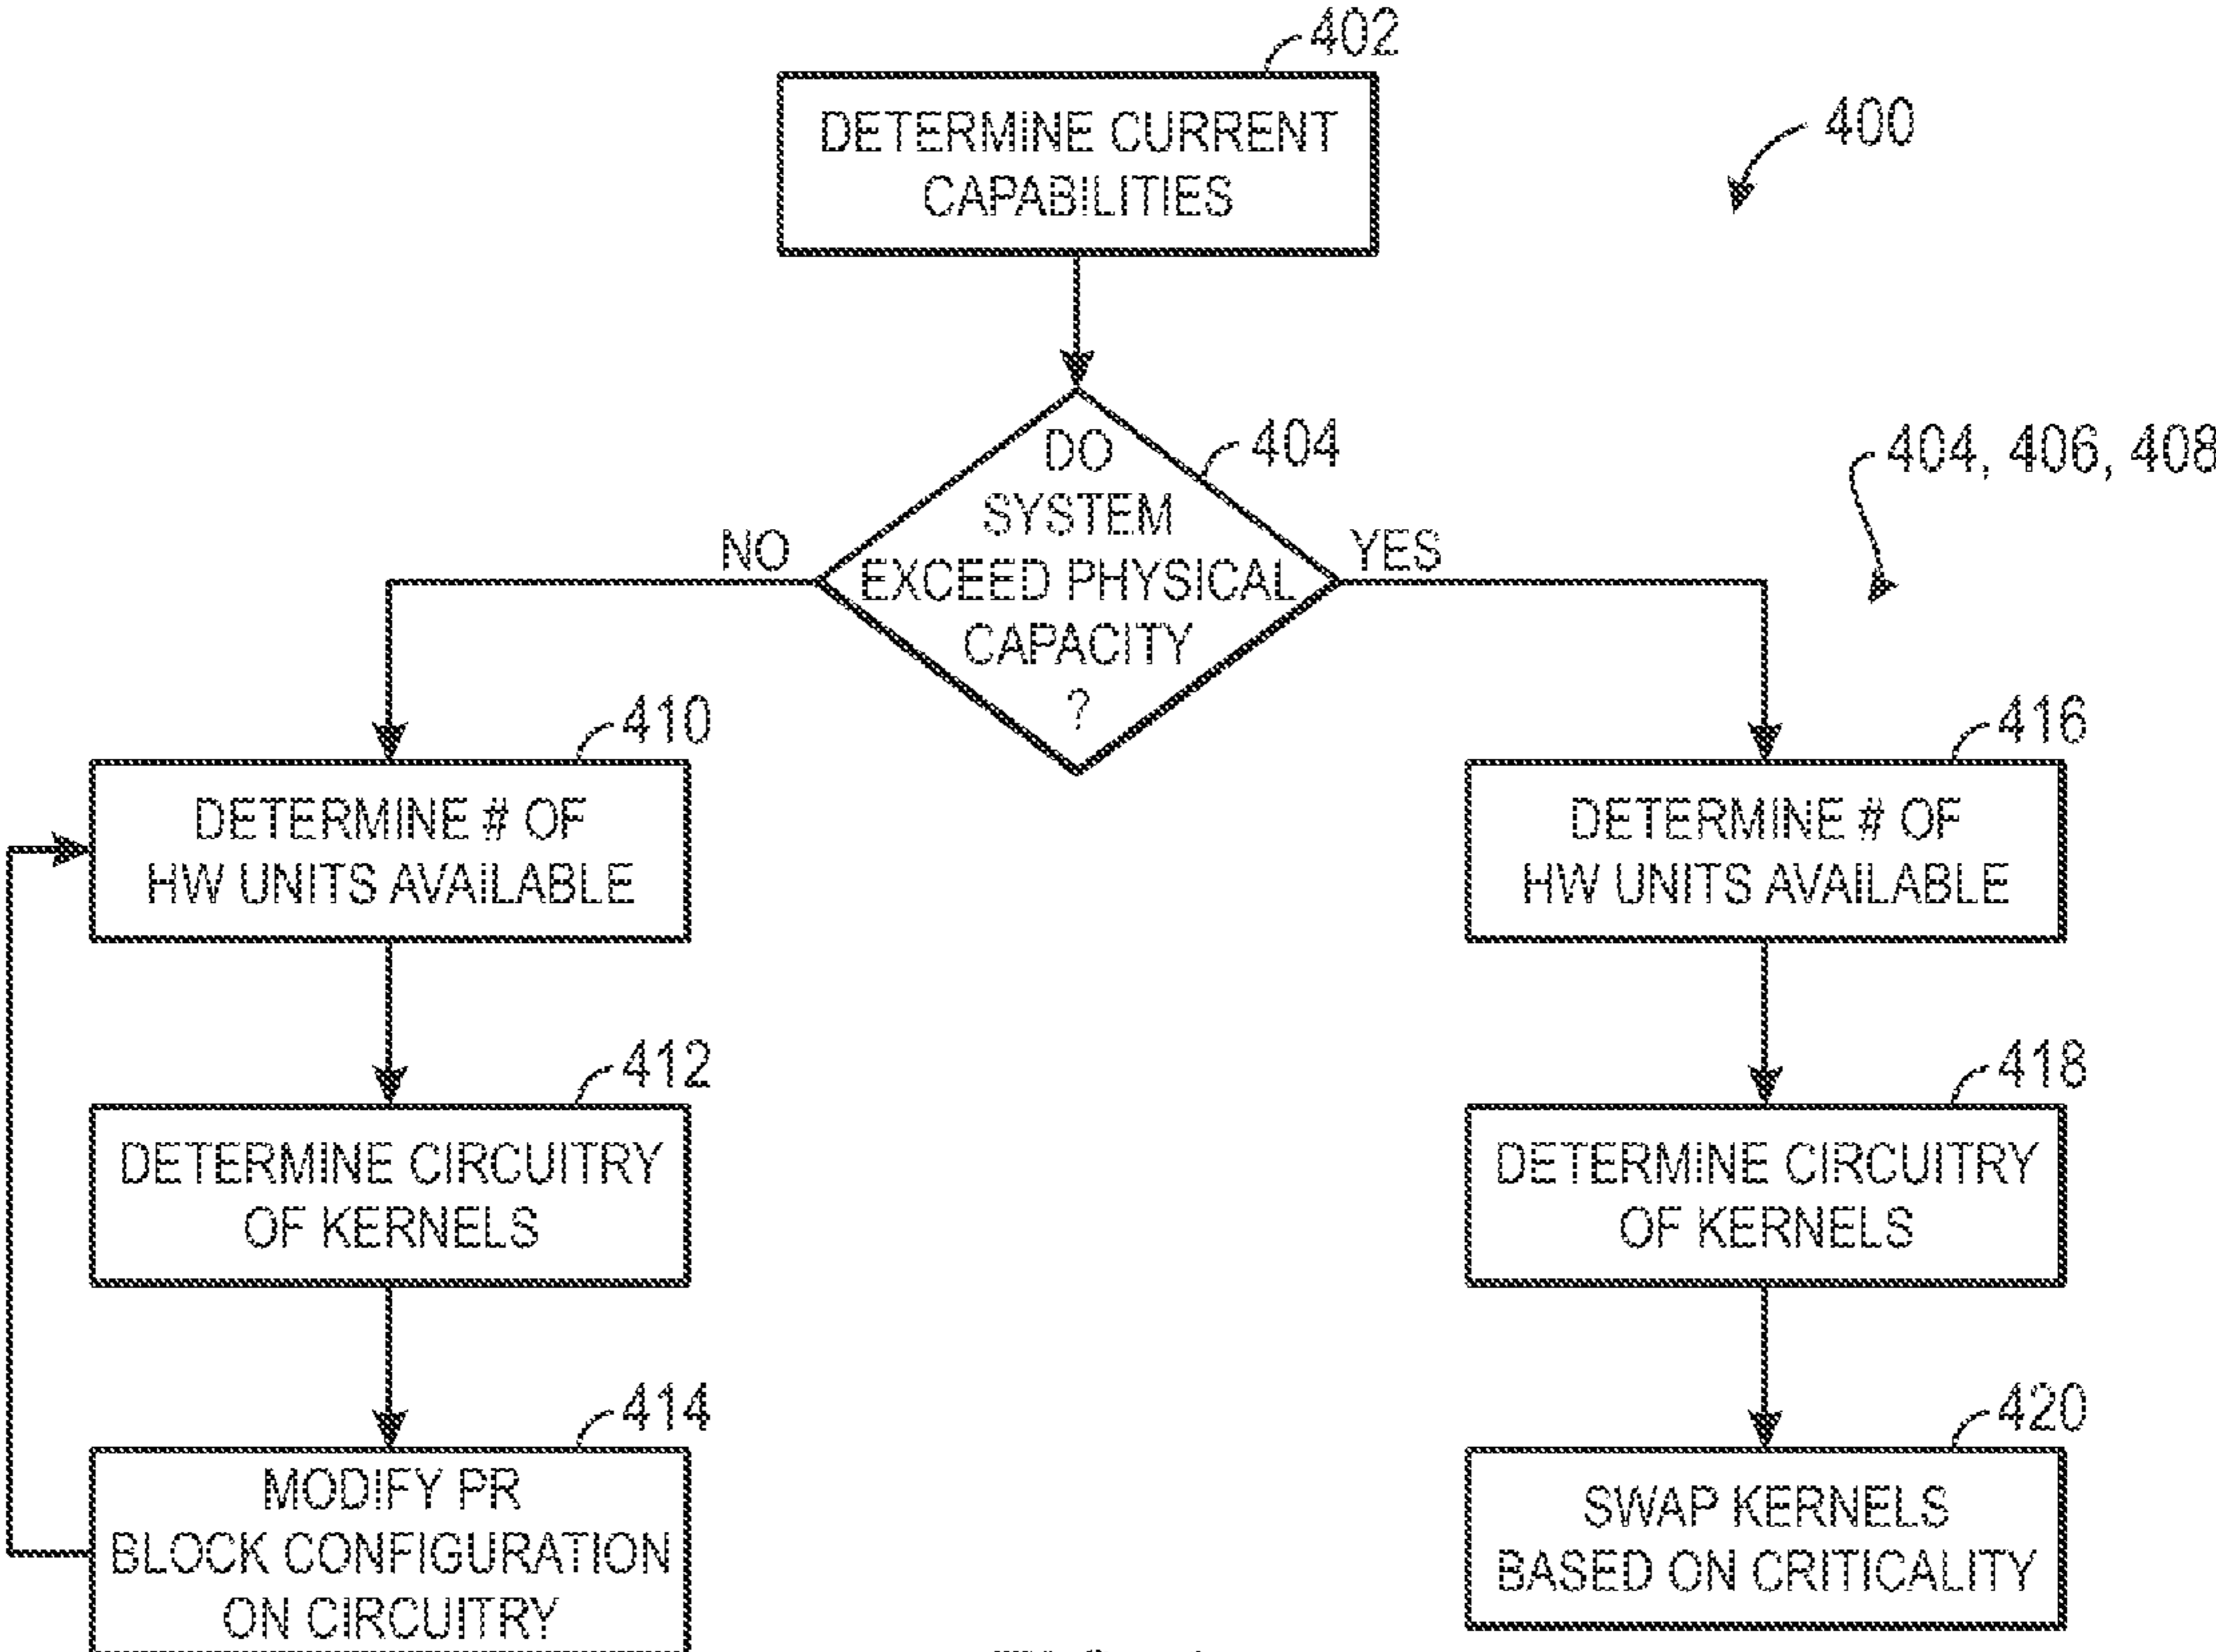 402
DETERMINE CURRENT
CAPABILITIES
400
DO
SYSTEM
EXCEED PHYSICAL
CAPACITY
?
404
404, 406, 408
NO
YES
410
DETERMINE # OF
HW UNITS AVAILABLE
416
DETERMINE # OF
HW UNITS AVAILABLE
412
DETERMINE CIRCUITRY
OF KERNELS
418
DETERMINE CIRCUITRY
OF KERNELS
414
MODIFY PR
BLOCK CONFIGURATION
ON CIRCUITRY
420
SWAP KERNELS
BASED ON CRITICALITY